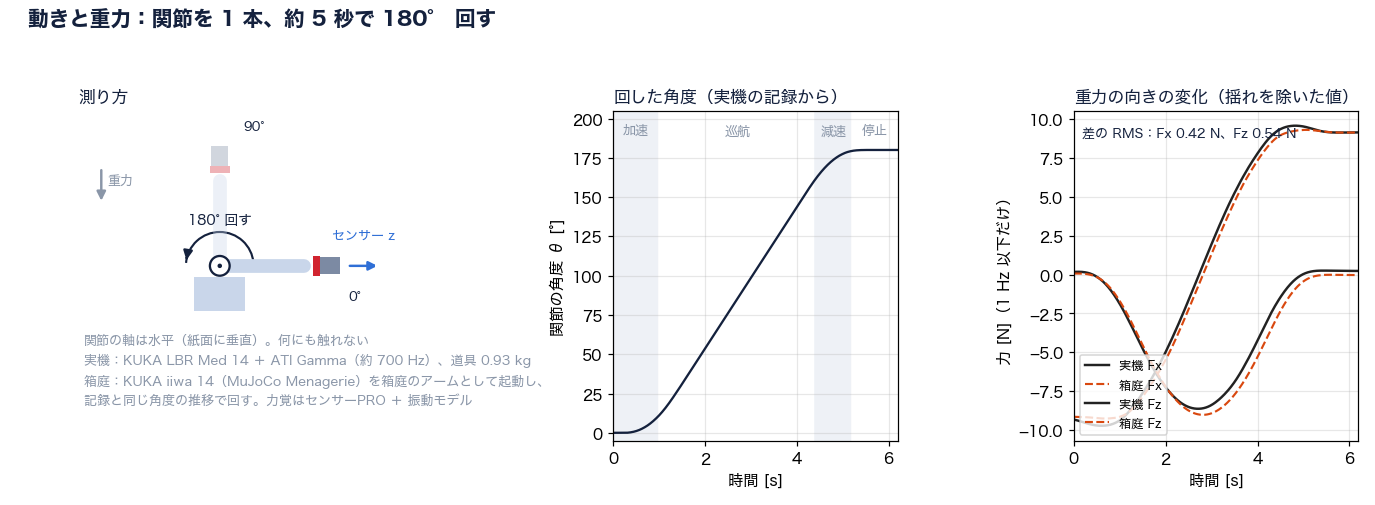 動きと重力：関節を 1 本、約 5 秒で 180° 回す
測り方
90°
重力
180° 回す
センサー z
0°
関節の軸は水平（紙面に垂直）。何にも触れない
実機：KUKA LBR Med 14 ＋ ATI Gamma（約 700 Hz）、道具 0.93 kg
箱庭：KUKA iiwa 14（MuJoCo Menagerie）を箱庭のアームとして起動し、
記録と同じ角度の推移で回す。力覚はセンサーPRO ＋ 振動モデル
回した角度（実機の記録から）
加速
巡航
減速
停止
関節の角度 θ [°]
200
175
150
125
100
75
50
25
0
0
2
4
6
時間 [s]
重力の向きの変化（揺れを除いた値）
差の RMS：Fx 0.42 N、Fz 0.54 N
力 [N]（1 Hz 以下だけ）
10.0
7.5
5.0
2.5
0.0
−2.5
−5.0
−7.5
−10.0
実機 Fx
箱庭 Fx
実機 Fz
箱庭 Fz
0
2
4
6
時間 [s]